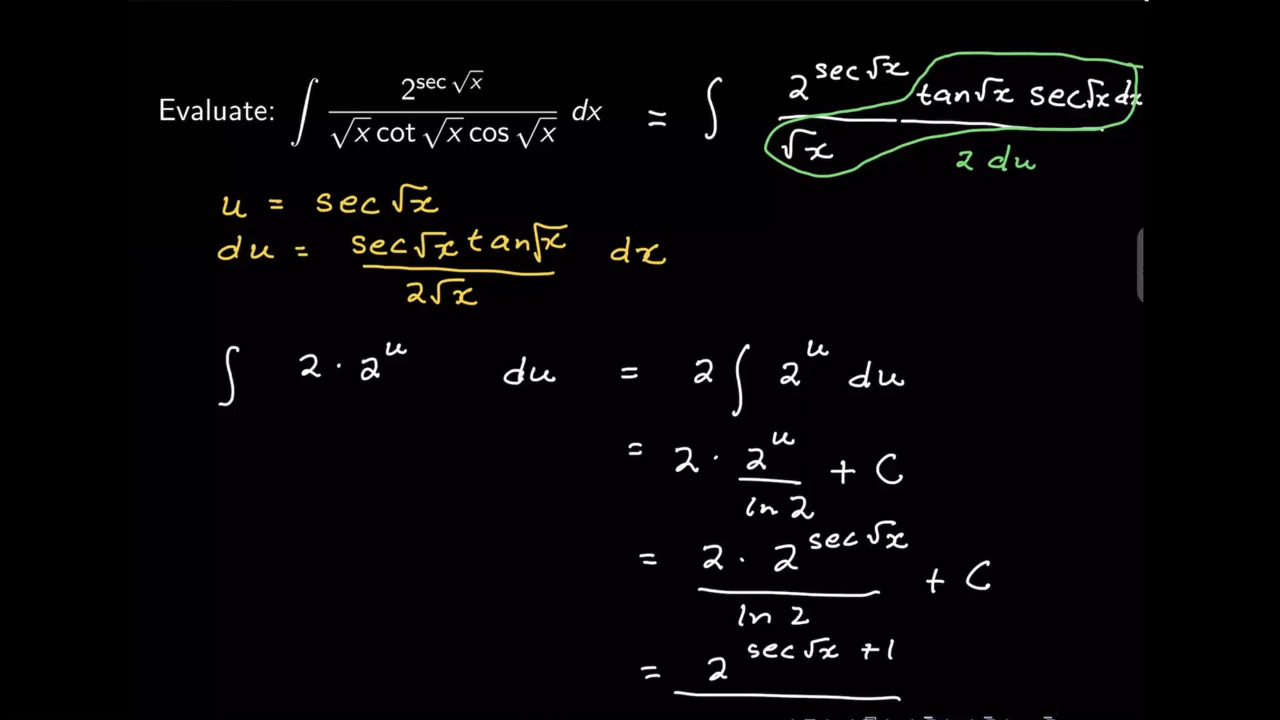 Evaluate: ∫ 2^{sec √x} / (√x cot √x cos √x) dx = ∫ 2^{sec √x} tan √x sec √x dx / √x
2 du
u = sec √x
du = sec √x tan √x / 2√x dx
∫ 2 · 2^u du = 2 ∫ 2^u du
= 2 · 2^u / ln 2 + C
= 2 · 2^{sec √x} / ln 2 + C
= 2^{sec √x + 1}